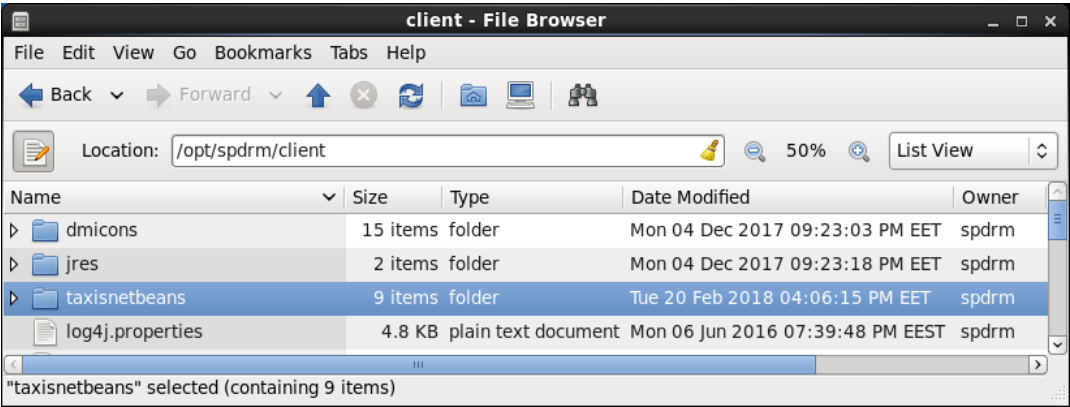 client - File Browser
File Edit View Go Bookmarks Tabs Help
Back Forward
Location: /opt/spdrm/client 50% List View
Name Size Type Date Modified Owner
dmicons 15 items folder Mon 04 Dec 2017 09:23:03 PM EET spdrm
jres 2 items folder Mon 04 Dec 2017 09:23:18 PM EET spdrm
taxisnetbeans 9 items folder Tue 20 Feb 2018 04:06:15 PM EET spdrm
log4j.properties 4.8 KB plain text document Mon 06 Jun 2016 07:39:48 PM EEST spdrm
"taxisnetbeans" selected (containing 9 items)